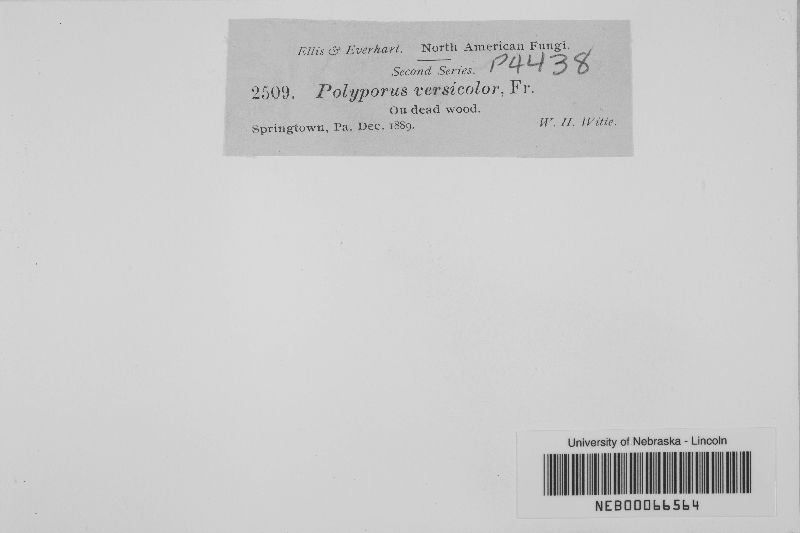 Ellis & Everhart. North American Fungi.
Second Series. P4438
2509. Polyporus versicolor, Fr.
On dead wood.
Springtown, Pa. Dec. 1889.
W. H. Witte.
University of Nebraska - Lincoln
NEB00066564